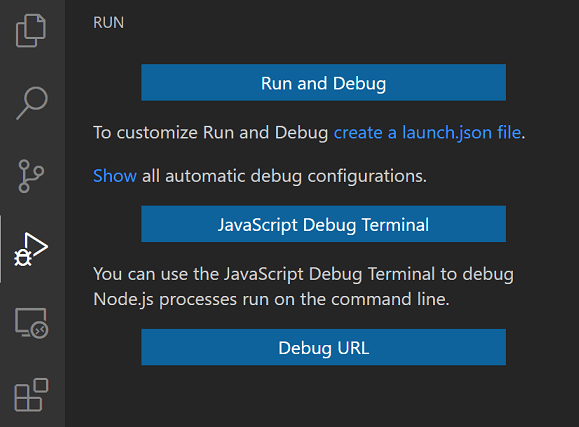 RUN
Run and Debug
To customize Run and Debug create a launch.json file.
Show all automatic debug configurations.
JavaScript Debug Terminal
You can use the JavaScript Debug Terminal to debug
Node.js processes run on the command line.
Debug URL